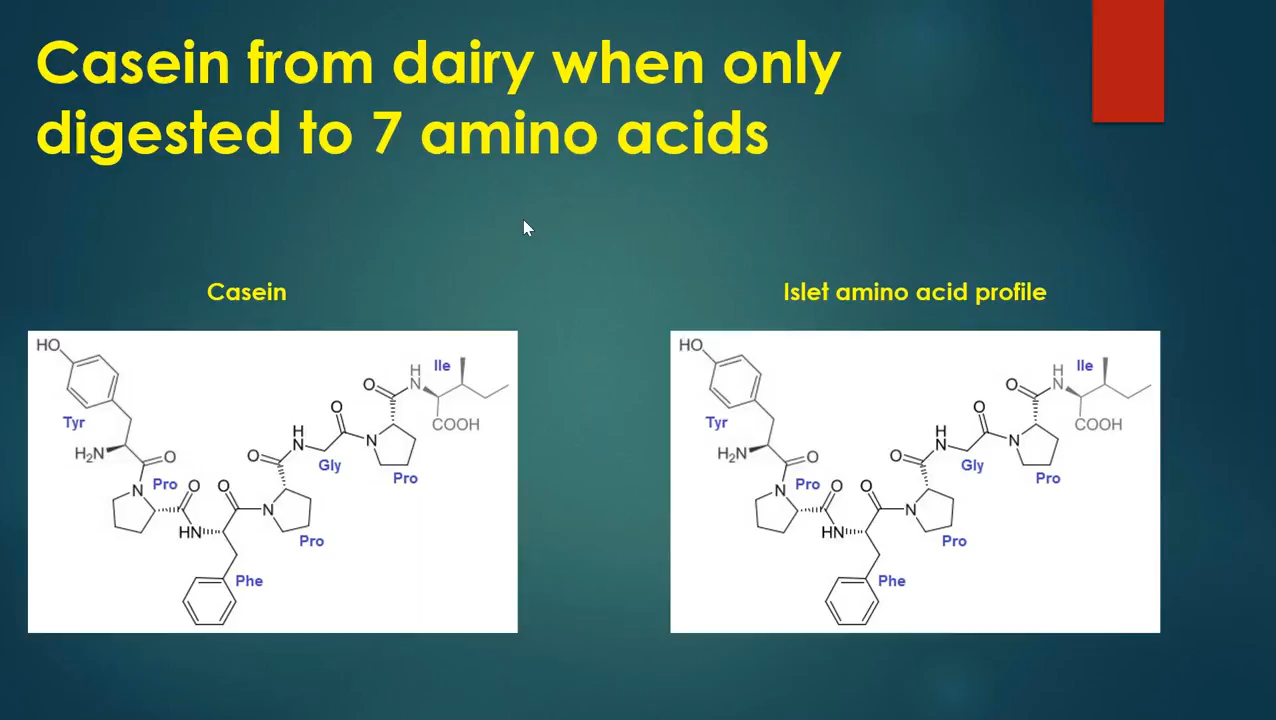 Casein from dairy when only
digested to 7 amino acids
Casein
Islet amino acid profile
HO
Tyr
H₂N
O
N
Pro
O
HN
Phe
O
N
Pro
O
H
N
Gly
O
N
Pro
O
H
N
Ile
COOH
HO
Tyr
H₂N
O
N
Pro
O
HN
Phe
O
N
Pro
O
H
N
Gly
O
N
Pro
O
H
N
Ile
COOH